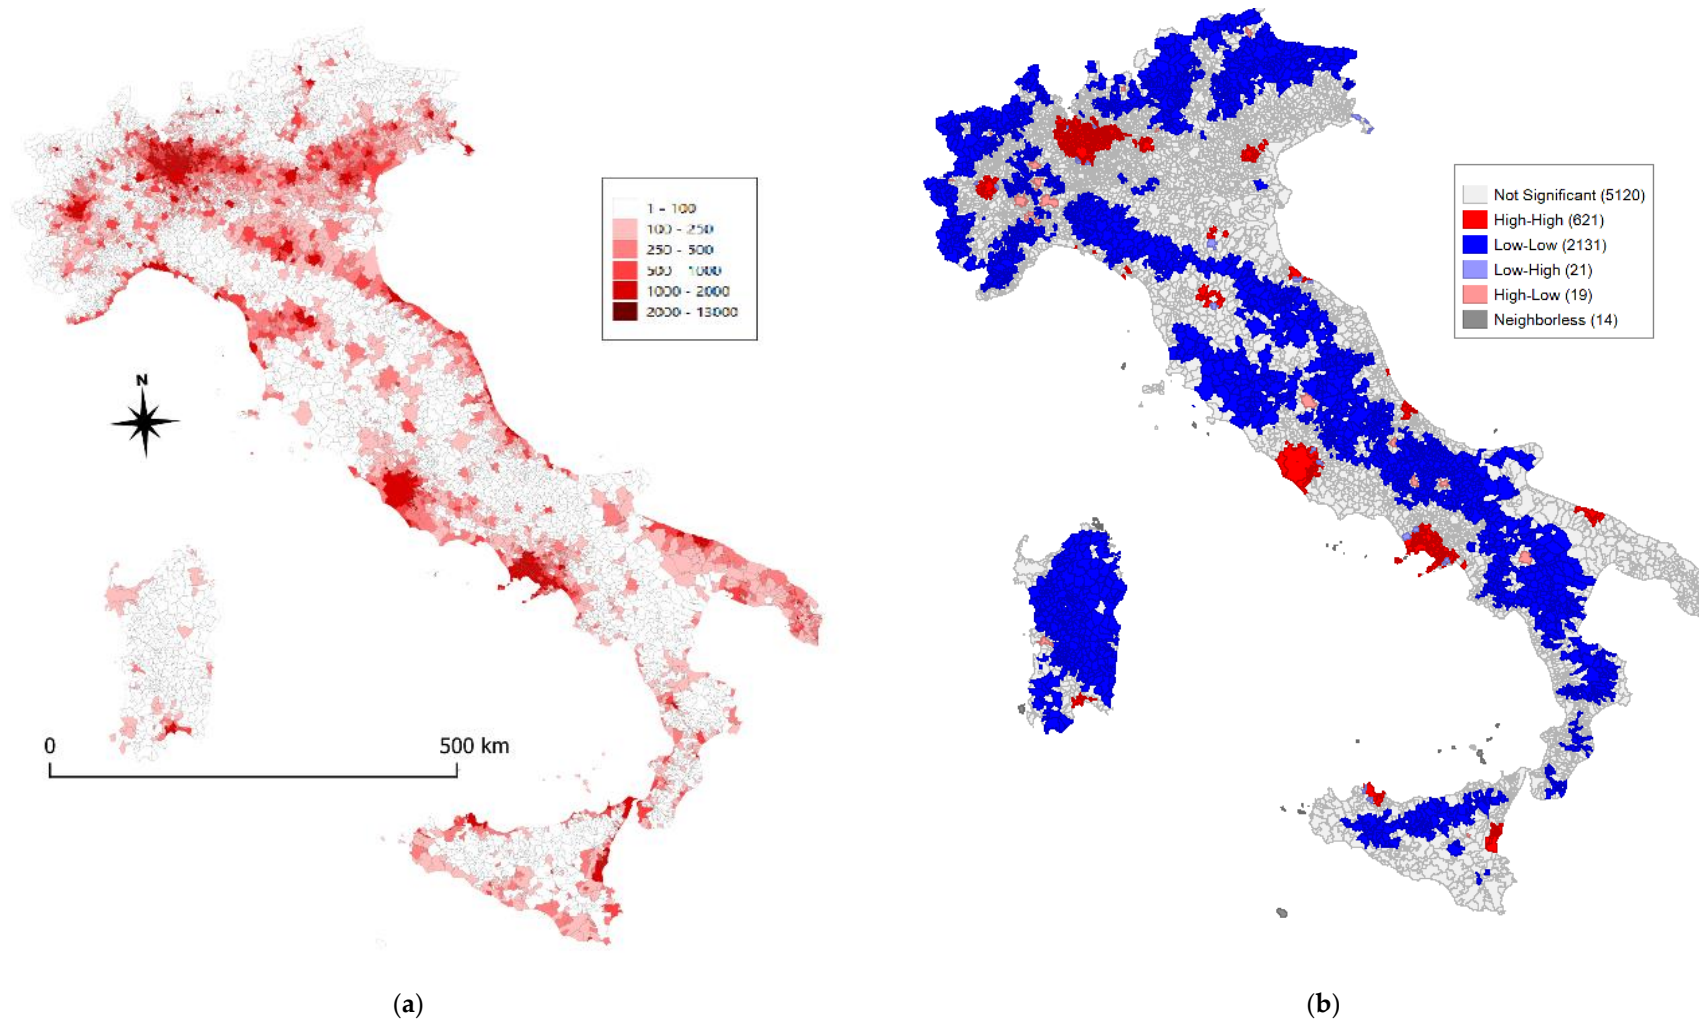 N
1 - 100
100 - 250
250 - 500
500 - 1000
1000 - 2000
2000 - 13000
0 500 km
Not Significant (5120)
High-High (621)
Low-Low (2131)
Low-High (21)
High-Low (19)
Neighborless (14)
(a) (b)